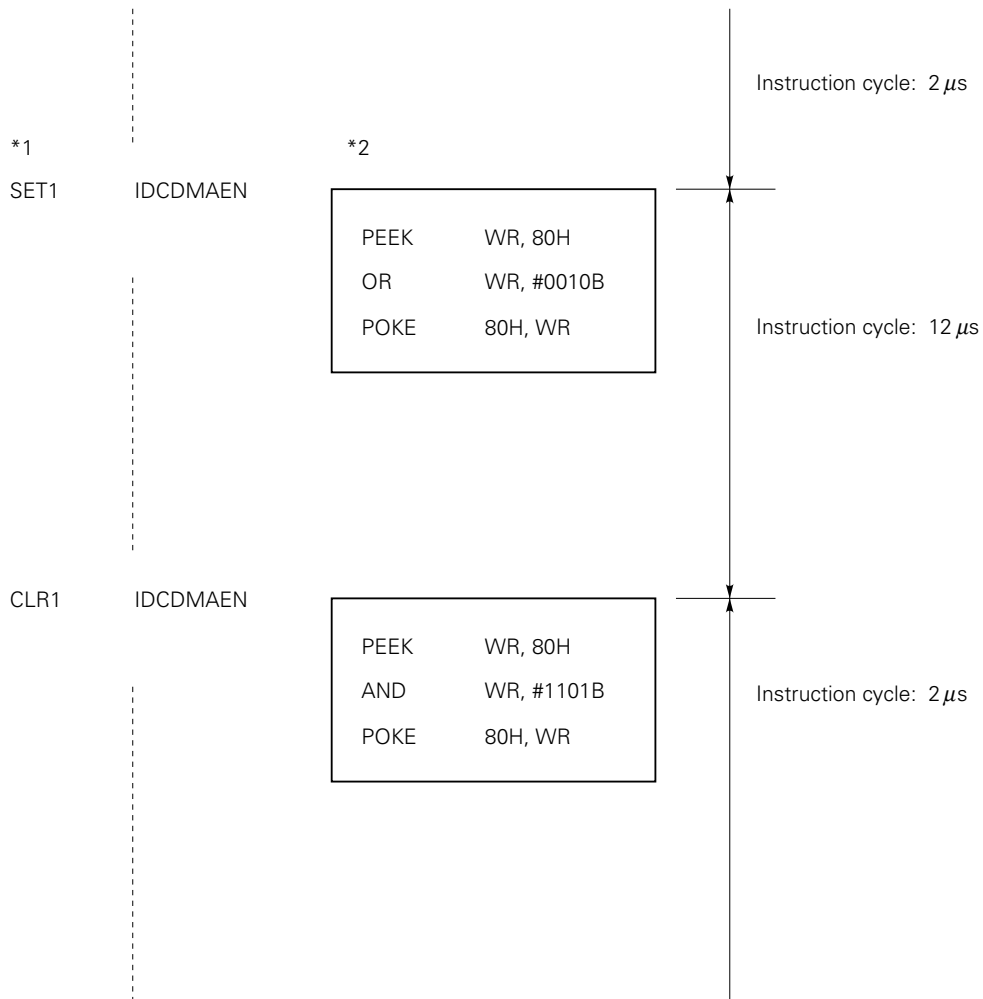 Instruction cycle: 2 μs
*1 *2
SET1 IDCDMAEN
PEEK WR, 80H
OR WR, #0010B
POKE 80H, WR
Instruction cycle: 12 μs
CLR1 IDCDMAEN
PEEK WR, 80H
AND WR, #1101B
POKE 80H, WR
Instruction cycle: 2 μs